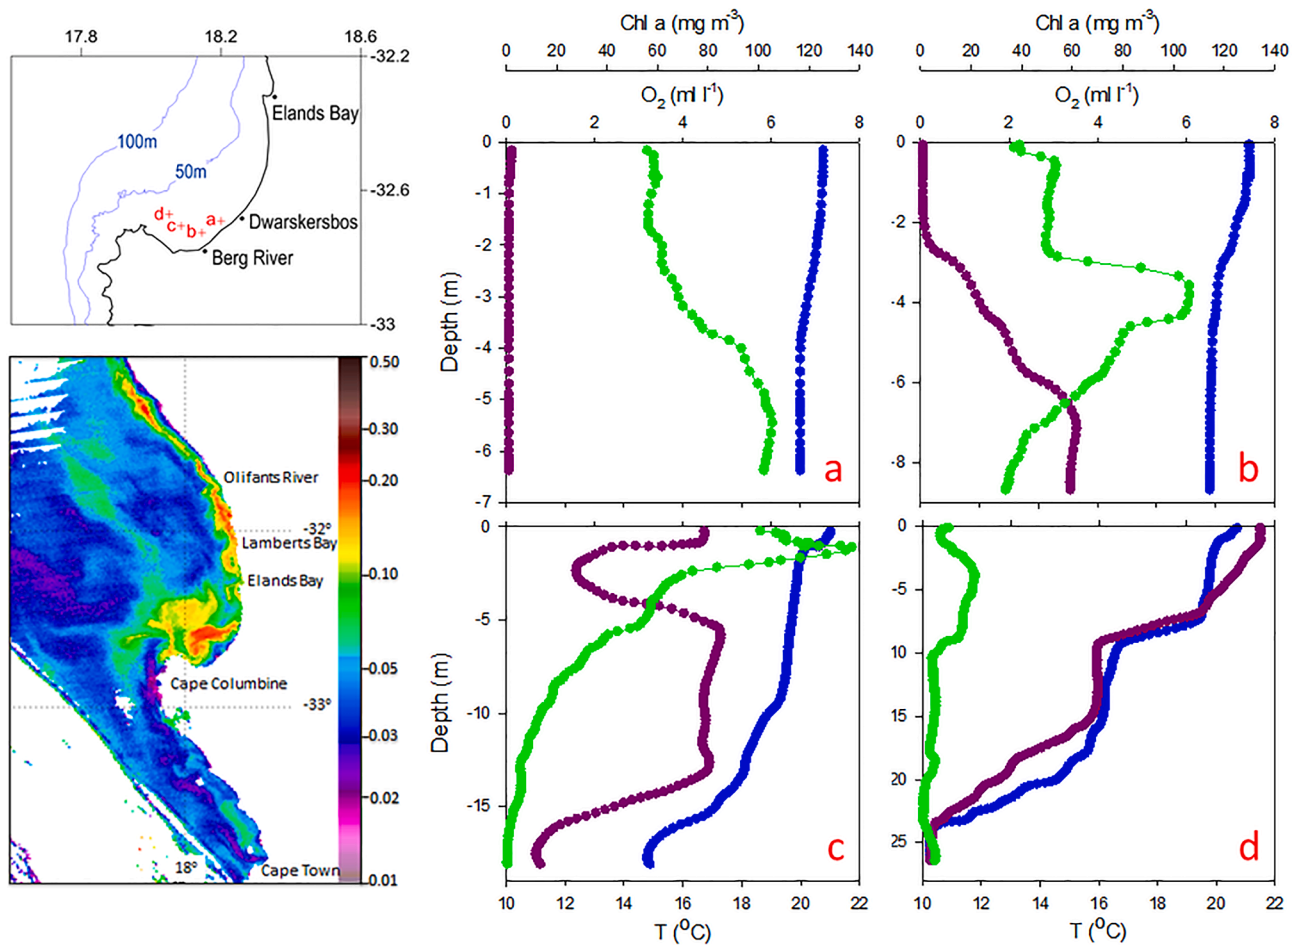 17.8 18.2 18.6
-32.2
Elands Bay
100m
50m
-32.6
d+
c+
b+
a+
Dwarskersbos
Berg River
-33
0.50
0.30
0.20
0.10
0.05
0.03
0.02
0.01
Olifants River
-32°
Lamberts Bay
Elands Bay
Cape Columbine
-33°
18°
Cape Town
Chl a (mg m-3)
0 20 40 60 80 100 120 140
O2 (ml l-1)
0 2 4 6 8
Depth (m)
0
-1
-2
-3
-4
-5
-6
-7
a
Chl a (mg m-3)
0 20 40 60 80 100 120 140
O2 (ml l-1)
0 2 4 6 8
0
-2
-4
-6
-8
b
Depth (m)
0
-5
-10
-15
c
10 12 14 16 18 20 22
T (°C)
0
-5
10
15
20
25
d
10 12 14 16 18 20 22
T (°C)